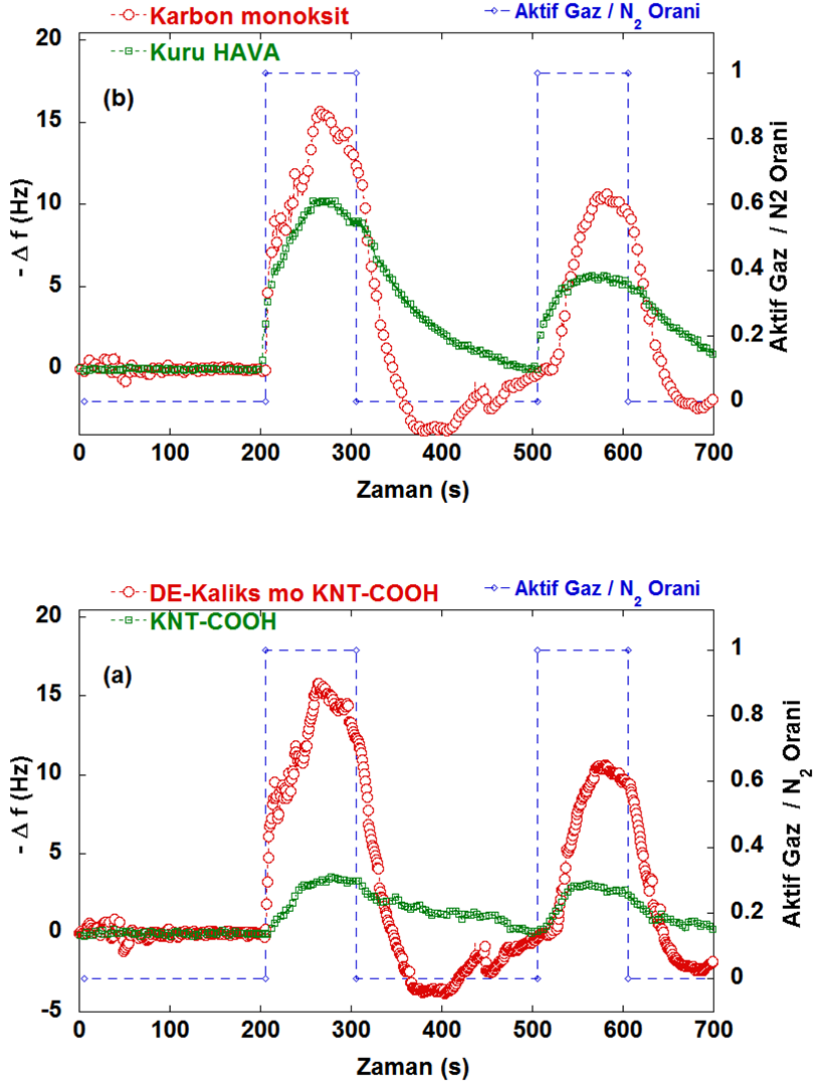 Karbon monoksit
Aktif Gaz / N2 Orani
Kuru HAVA
(b)
20
15
10
5
0
- Δ f (Hz)
1
0.8
0.6
0.4
0.2
0
Aktif Gaz / N2 Orani
0 100 200 300 400 500 600 700
Zaman (s)
DE-Kaliks mo KNT-COOH
Aktif Gaz / N2 Orani
KNT-COOH
(a)
20
15
10
5
0
-5
- Δ f (Hz)
1
0.8
0.6
0.4
0.2
0
Aktif Gaz / N2 Orani
0 100 200 300 400 500 600 700
Zaman (s)